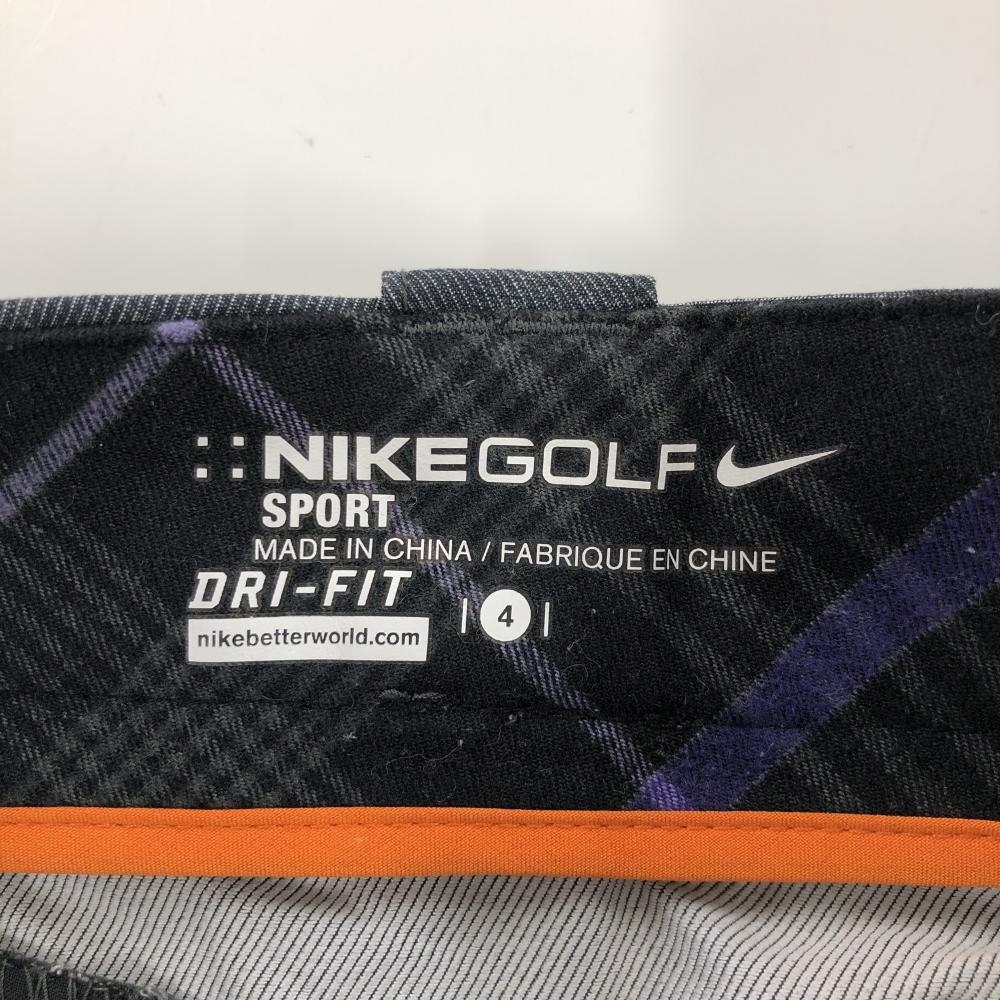 NIKEGOLF
SPORT
MADE IN CHINA / FABRIQUE EN CHINE
DRI-FIT
nikebetterworld.com
| 4 |